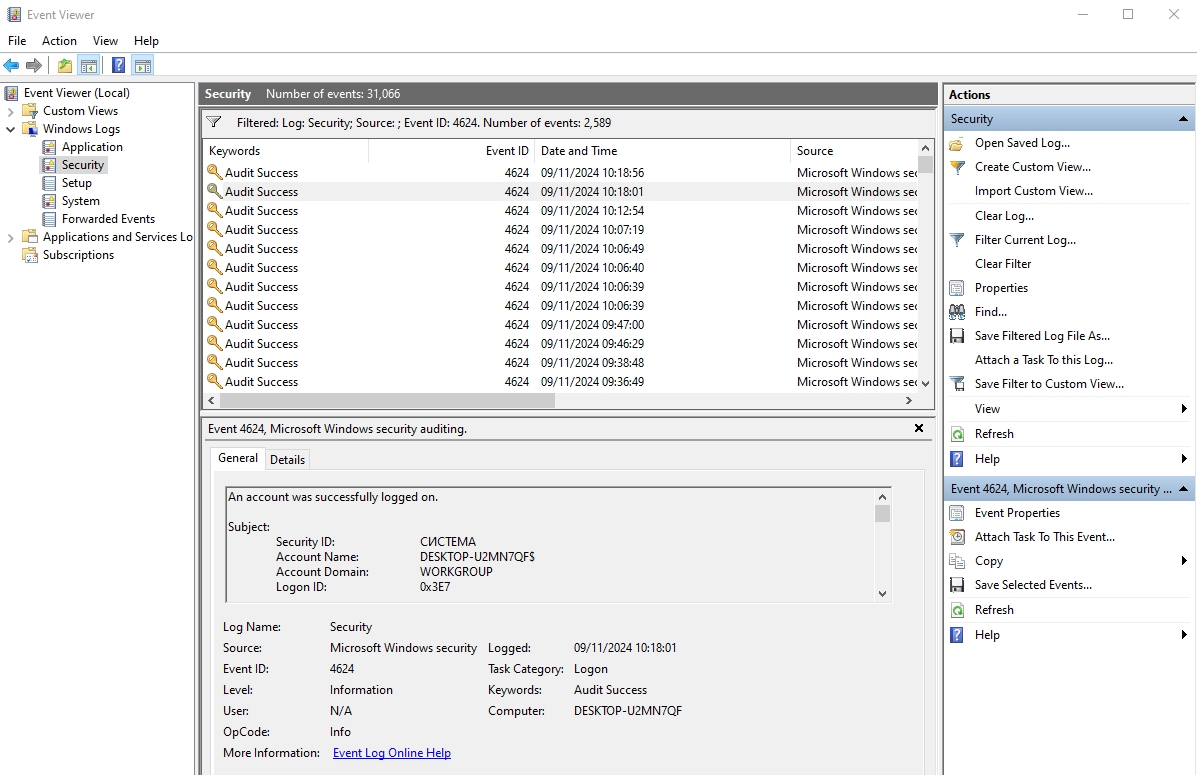 Event Viewer
File Action View Help
Event Viewer (Local)
Custom Views
Windows Logs
Application
Security
Setup
System
Forwarded Events
Applications and Services Lo
Subscriptions
Security Number of events: 31,066
Filtered: Log: Security; Source: ; Event ID: 4624. Number of events: 2,589
Keywords Event ID Date and Time Source
Audit Success 4624 09/11/2024 10:18:56 Microsoft Windows sec
Audit Success 4624 09/11/2024 10:18:01 Microsoft Windows sec
Audit Success 4624 09/11/2024 10:12:54 Microsoft Windows sec
Audit Success 4624 09/11/2024 10:07:19 Microsoft Windows sec
Audit Success 4624 09/11/2024 10:06:49 Microsoft Windows sec
Audit Success 4624 09/11/2024 10:06:40 Microsoft Windows sec
Audit Success 4624 09/11/2024 10:06:39 Microsoft Windows sec
Audit Success 4624 09/11/2024 10:06:39 Microsoft Windows sec
Audit Success 4624 09/11/2024 09:47:00 Microsoft Windows sec
Audit Success 4624 09/11/2024 09:46:29 Microsoft Windows sec
Audit Success 4624 09/11/2024 09:38:48 Microsoft Windows sec
Audit Success 4624 09/11/2024 09:36:49 Microsoft Windows sec
Event 4624, Microsoft Windows security auditing.
General Details
An account was successfully logged on.
Subject:
Security ID: СИСТЕМА
Account Name: DESKTOP-U2MN7QF$
Account Domain: WORKGROUP
Logon ID: 0x3E7
Log Name: Security
Source: Microsoft Windows security Logged: 09/11/2024 10:18:01
Event ID: 4624 Task Category: Logon
Level: Information Keywords: Audit Success
User: N/A Computer: DESKTOP-U2MN7QF
OpCode: Info
More Information: Event Log Online Help
Actions
Security
Open Saved Log...
Create Custom View...
Import Custom View...
Clear Log...
Filter Current Log...
Clear Filter
Properties
Find...
Save Filtered Log File As...
Attach a Task To this Log...
Save Filter to Custom View...
View
Refresh
Help
Event 4624, Microsoft Windows security ...
Event Properties
Attach Task To This Event...
Copy
Save Selected Events...
Refresh
Help